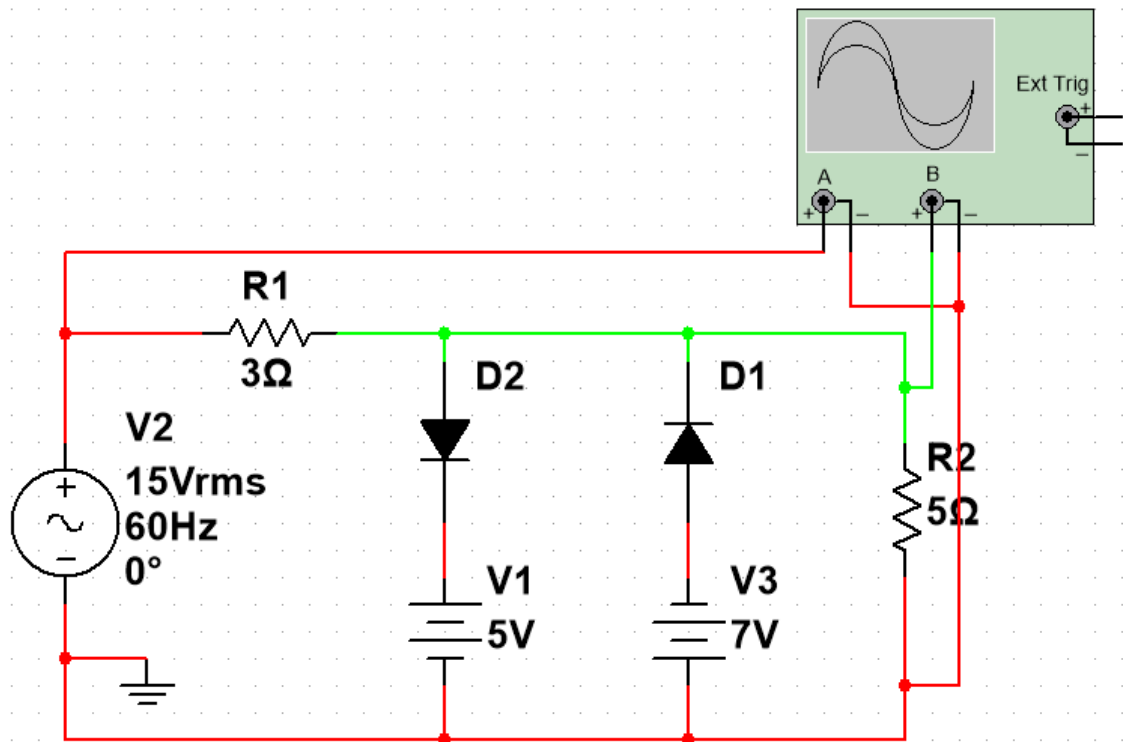 Ext Trig
+
−
A
B
+ −
+ −
R1
3Ω
D2
D1
V2
15Vrms
60Hz
0°
+
−
R2
5Ω
V1
5V
V3
7V